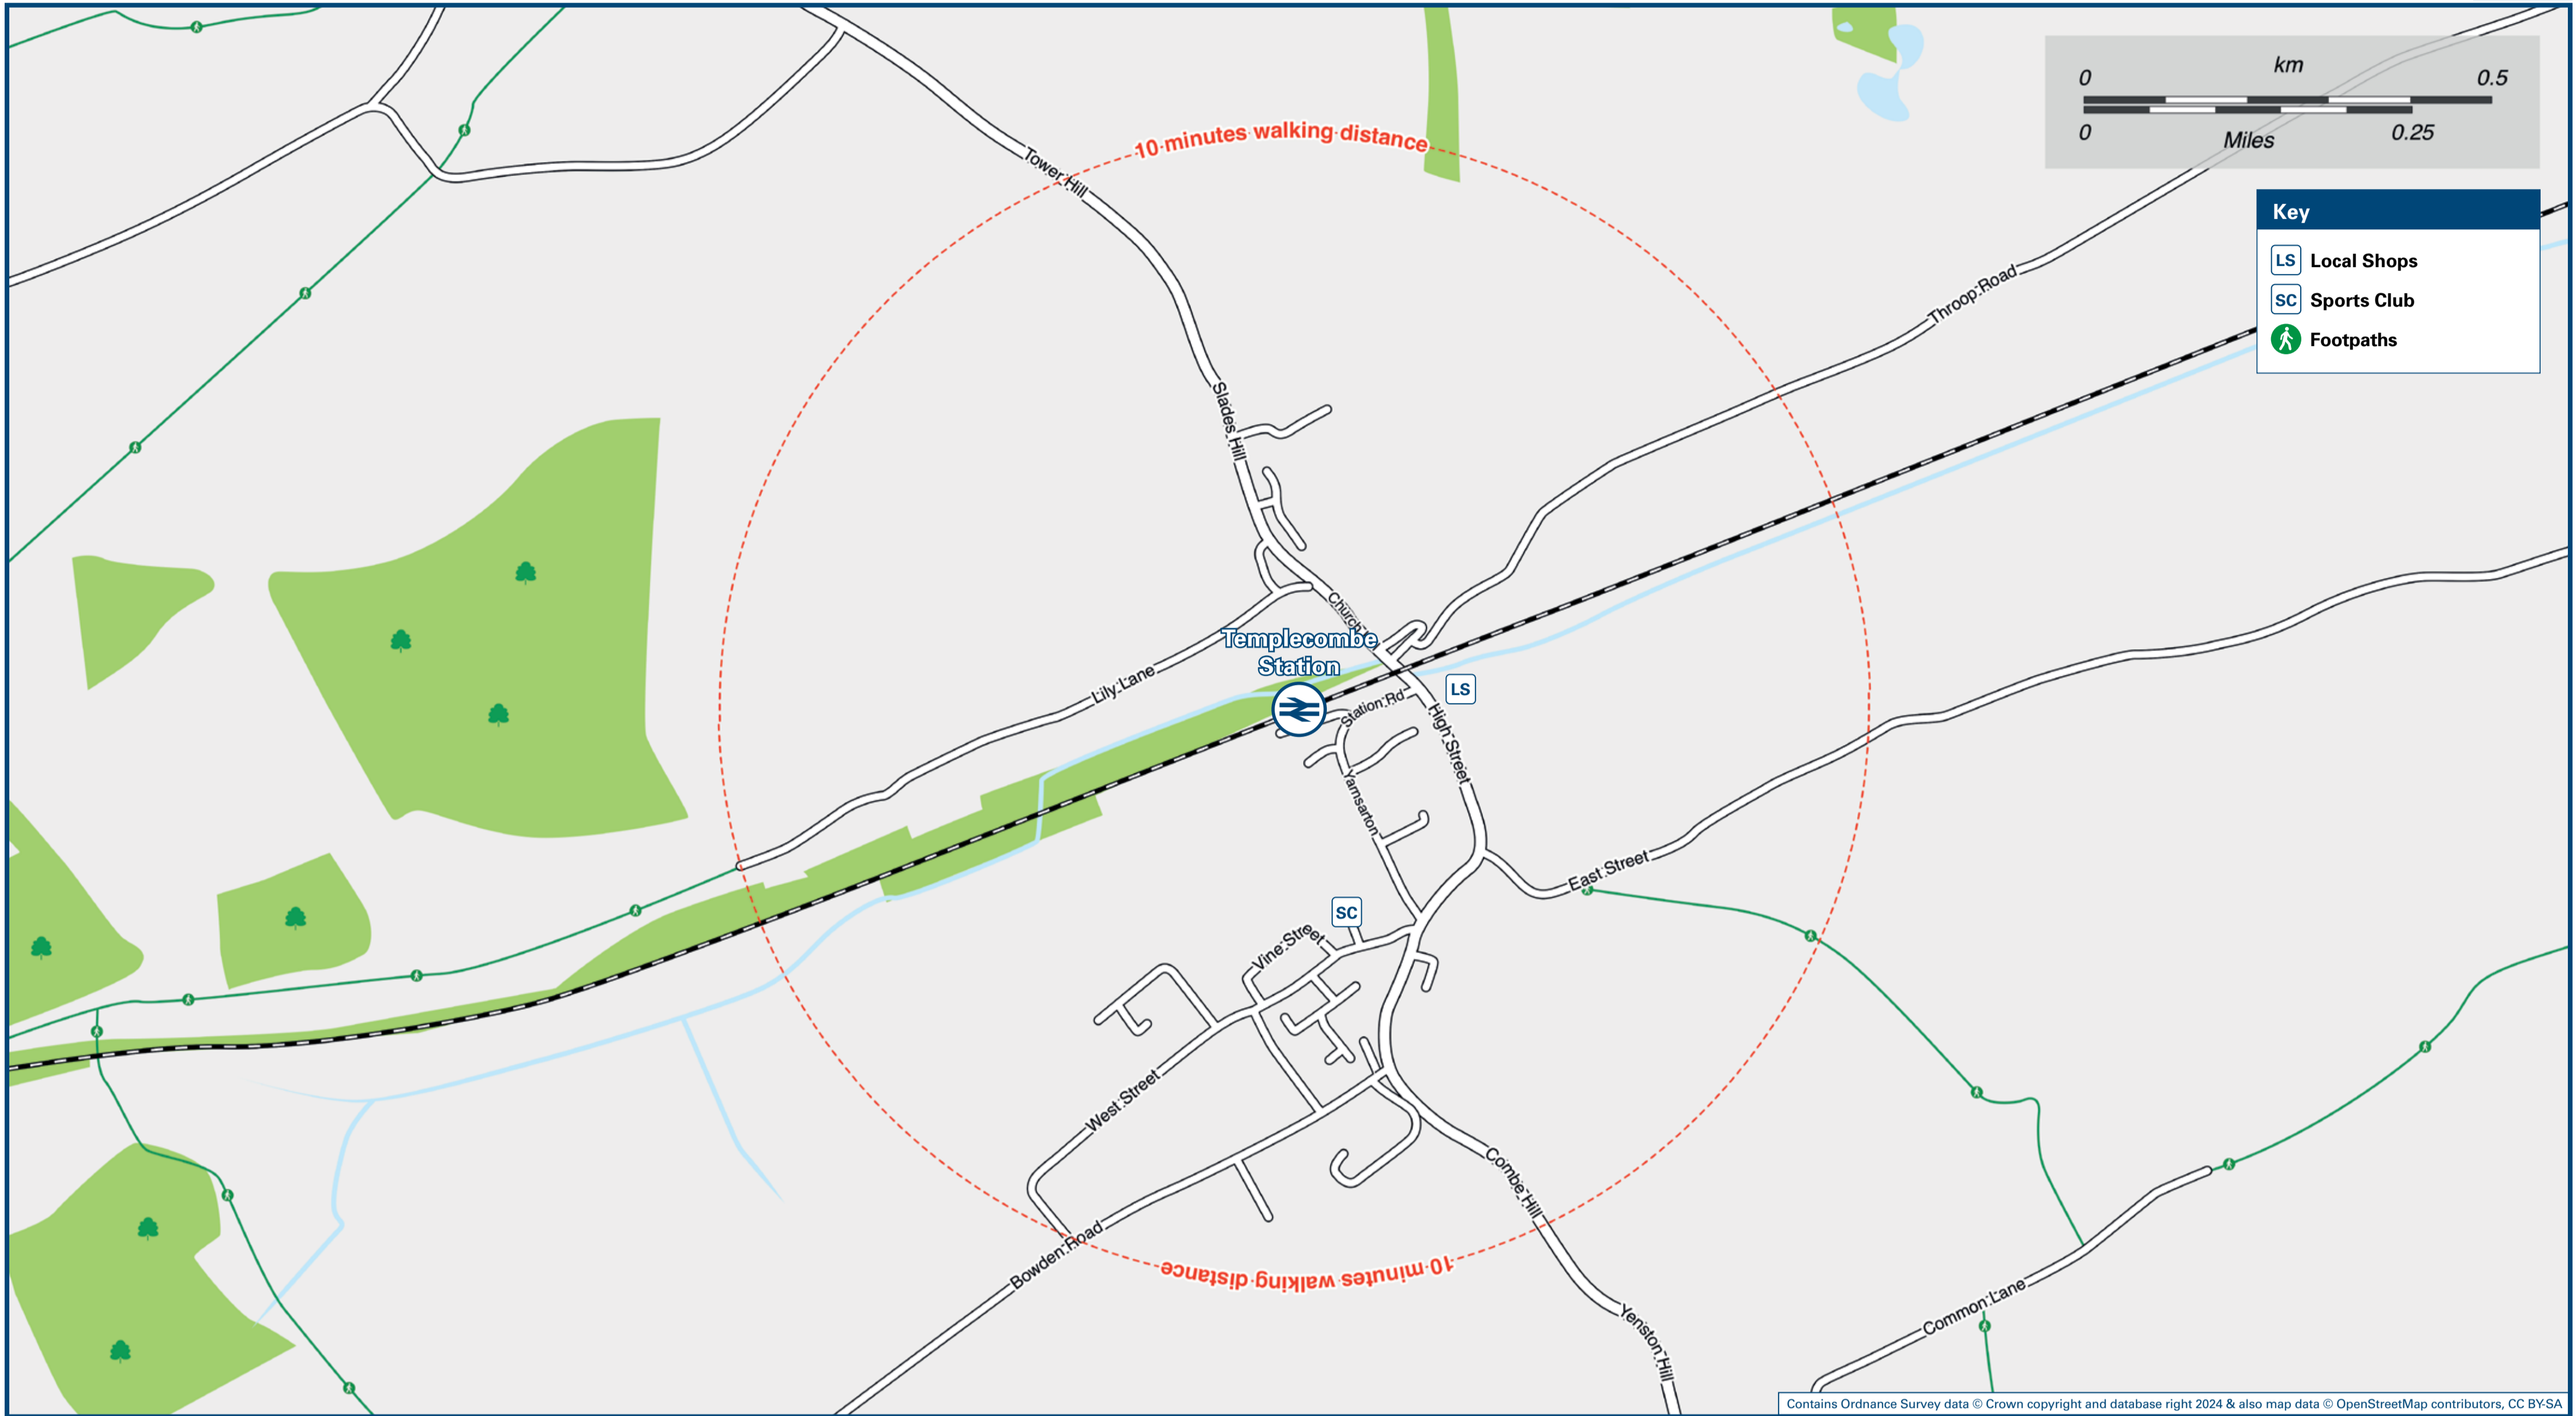 10 minutes walking distance
km
0 0.5
0 0.25
Miles
Key
LS Local Shops
SC Sports Club
Footpaths
Tower Hill
Throop Road
Slades Hill
Church
Templecombe
Station
Lily Lane
LS
Station Rd
High Street
Yarnsarton
East Street
SC
Vine Street
West Street
Combe Hill
Bowden Road
10 minutes walking distance
Yenston Hill
Common Lane
Contains Ordnance Survey data © Crown copyright and database right 2024 & also map data © OpenStreetMap contributors, CC BY-SA